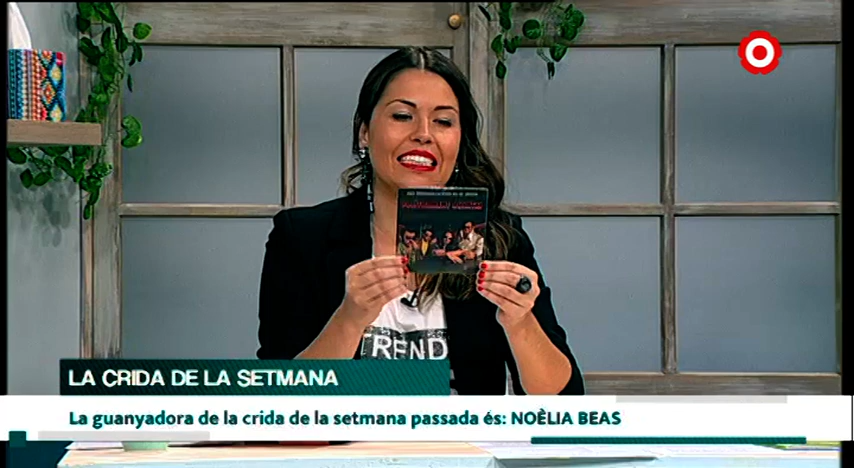 TREND
LA CRIDA DE LA SETMANA
La guanyadora de la crida de la setmana passada és: NOÈLIA BEAS